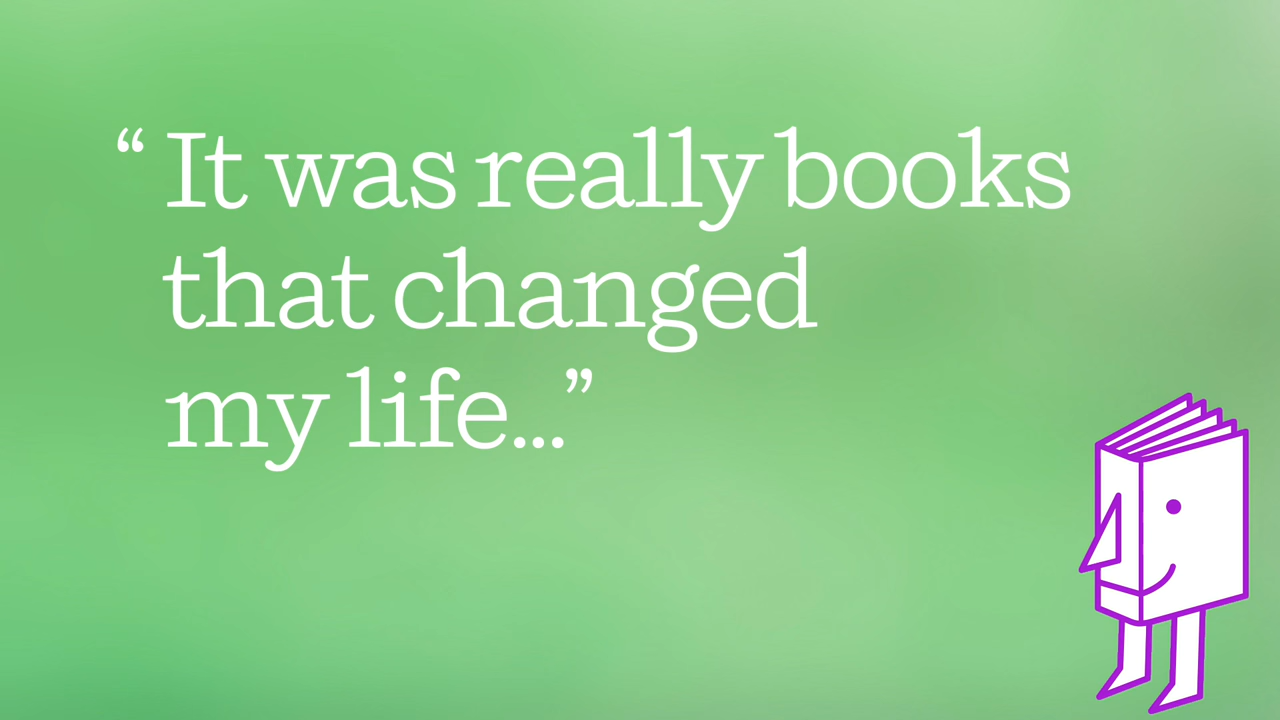 “ It was really books
that changed
my life...”